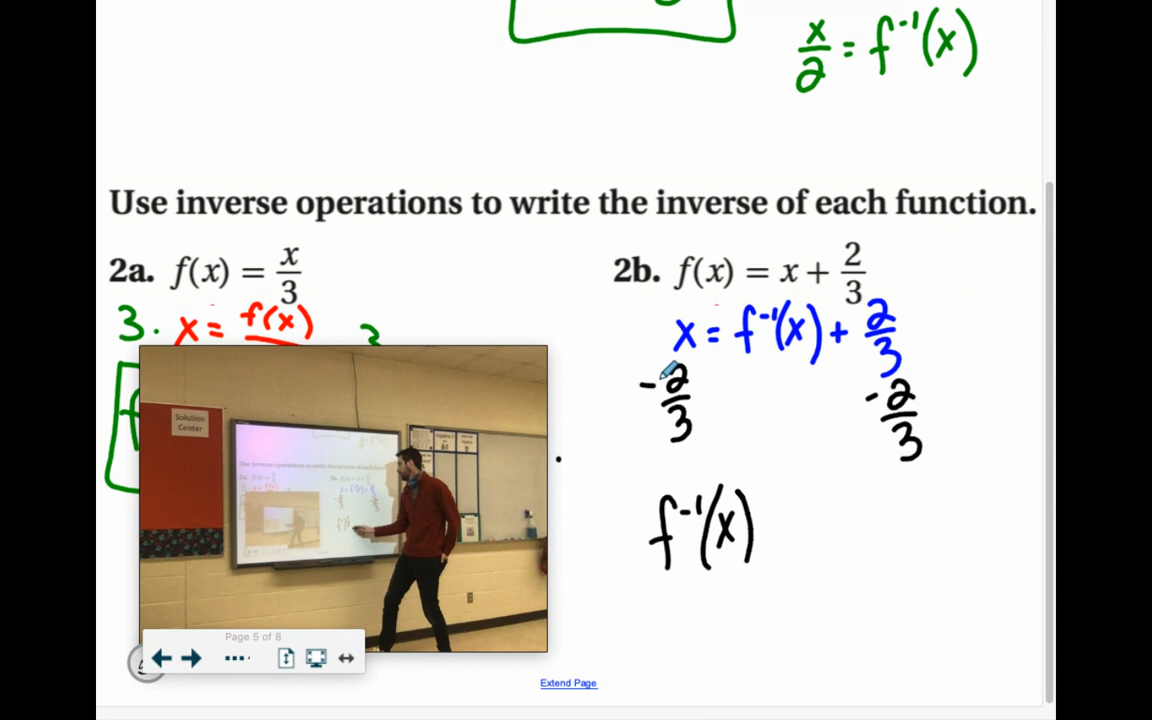 x/2 = f⁻¹(x)
Use inverse operations to write the inverse of each function.
2a. f(x) = x/3
2b. f(x) = x + 2/3
3. x = f(x)
3
x = f⁻¹(x) + 2/3
- 2/3
- 2/3
f
Solution
Center
f⁻¹(x)
Page 5 of 8
Extend Page